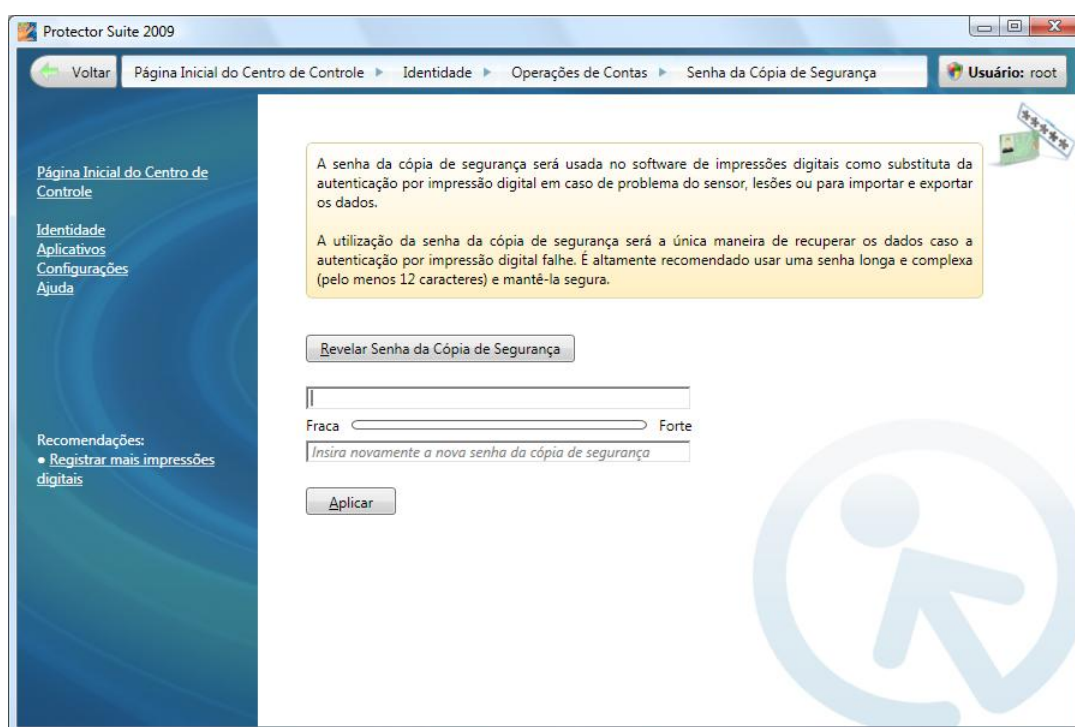 Protector Suite 2009
Voltar
Página Inicial do Centro de Controle
Identidade
Operações de Contas
Senha da Cópia de Segurança
Usuário: root
Página Inicial do Centro de
Controle
Identidade
Aplicativos
Configurações
Ajuda
Recomendações:
• Registrar mais impressões
digitais
*****
A senha da cópia de segurança será usada no software de impressões digitais como substituta da
autenticação por impressão digital em caso de problema do sensor, lesões ou para importar e exportar
os dados.
A utilização da senha da cópia de segurança será a única maneira de recuperar os dados caso a
autenticação por impressão digital falhe. É altamente recomendado usar uma senha longa e complexa
(pelo menos 12 caracteres) e mantê-la segura.
Revelar Senha da Cópia de Segurança
Fraca
Forte
Insira novamente a nova senha da cópia de segurança
Aplicar